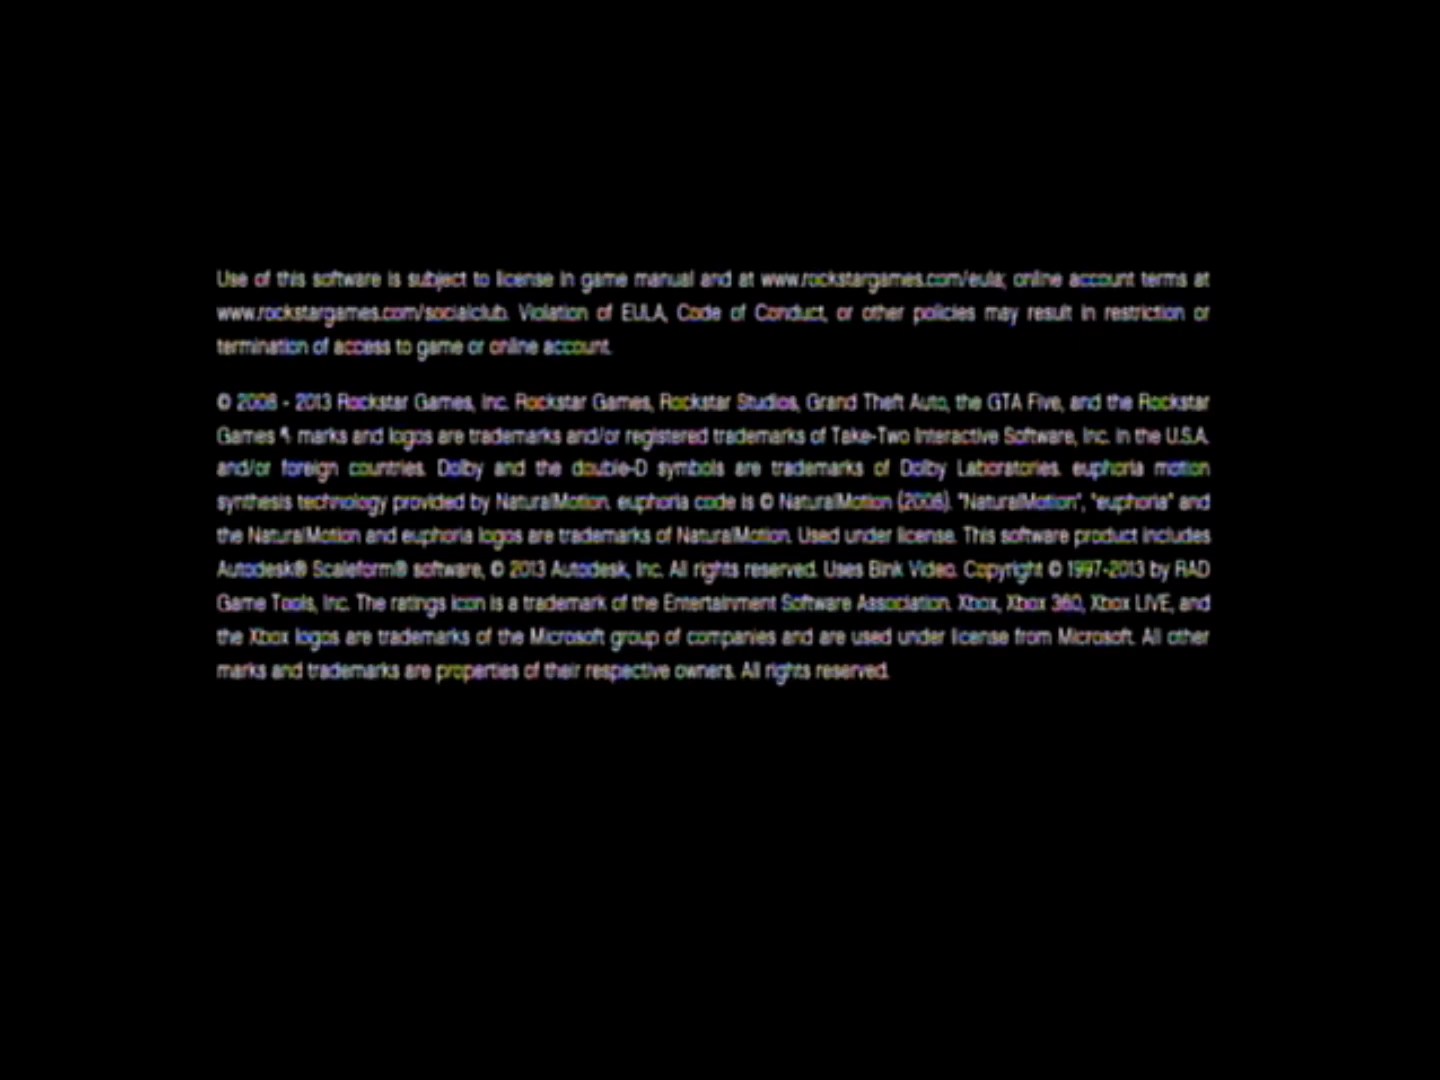 Use of this software is subject to license in game manual and at www.rockstargames.com/eula; online account terms at
www.rockstargames.com/socialclub. Violation of EULA, Code of Conduct, or other policies may result in restriction or
termination of access to game or online account.
© 2008 - 2013 Rockstar Games, Inc. Rockstar Games, Rockstar Studios, Grand Theft Auto, the GTA Five, and the Rockstar
Games marks and logos are trademarks and/or registered trademarks of Take-Two Interactive Software, Inc. in the U.S.A.
and/or foreign countries. Dolby and the double-D symbols are trademarks of Dolby Laboratories. euphoria motion
synthesis technology provided by NaturalMotion. euphoria code is © NaturalMotion (2008). "NaturalMotion", "euphoria" and
the NaturalMotion and euphoria logos are trademarks of NaturalMotion. Used under license. This software product includes
Autodesk® Scaleform® software, © 2013 Autodesk, Inc. All rights reserved. Uses Bink Video. Copyright © 1997-2013 by RAD
Game Tools, Inc. The ratings icon is a trademark of the Entertainment Software Association. Xbox, Xbox 360, Xbox LIVE, and
the Xbox logos are trademarks of the Microsoft group of companies and are used under license from Microsoft. All other
marks and trademarks are properties of their respective owners. All rights reserved.